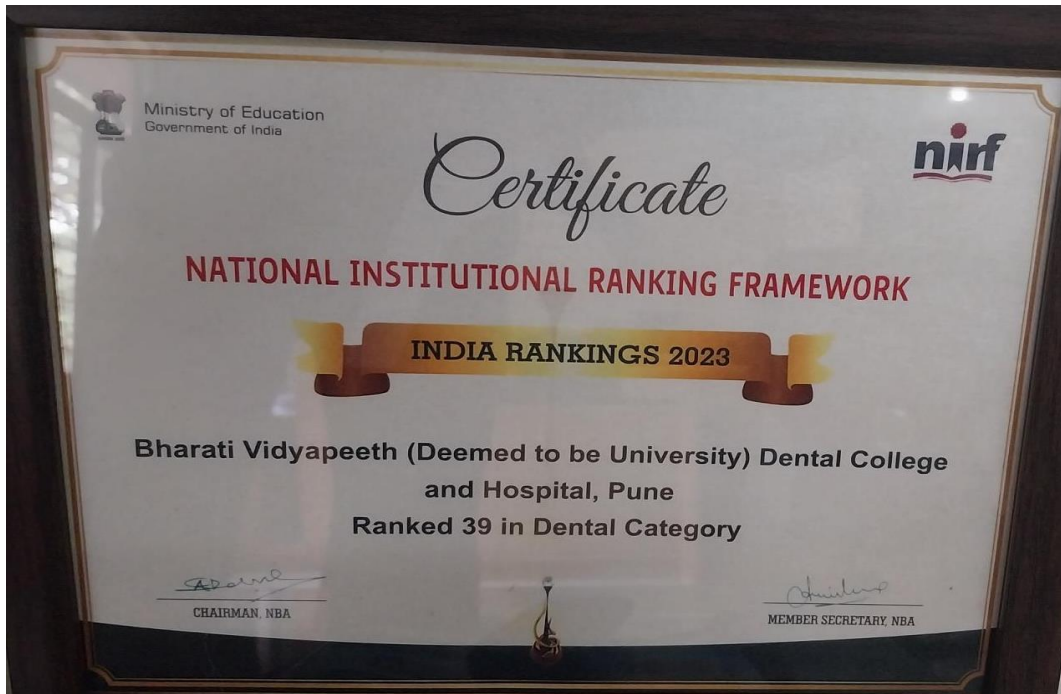 Ministry of Education
Government of India
nirf
Certificate
NATIONAL INSTITUTIONAL RANKING FRAMEWORK
INDIA RANKINGS 2023
Bharati Vidyapeeth (Deemed to be University) Dental College
and Hospital, Pune
Ranked 39 in Dental Category
CHAIRMAN, NBA
MEMBER SECRETARY, NBA